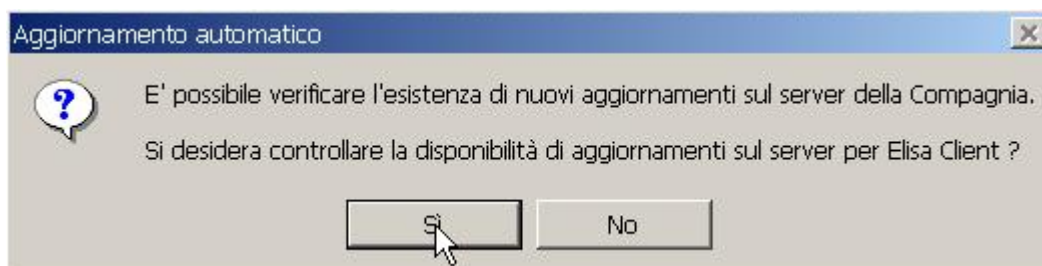 Aggiornamento automatico
E' possibile verificare l'esistenza di nuovi aggiornamenti sul server della Compagnia.
Si desidera controllare la disponibilità di aggiornamenti sul server per Elisa Client ?
Sì No